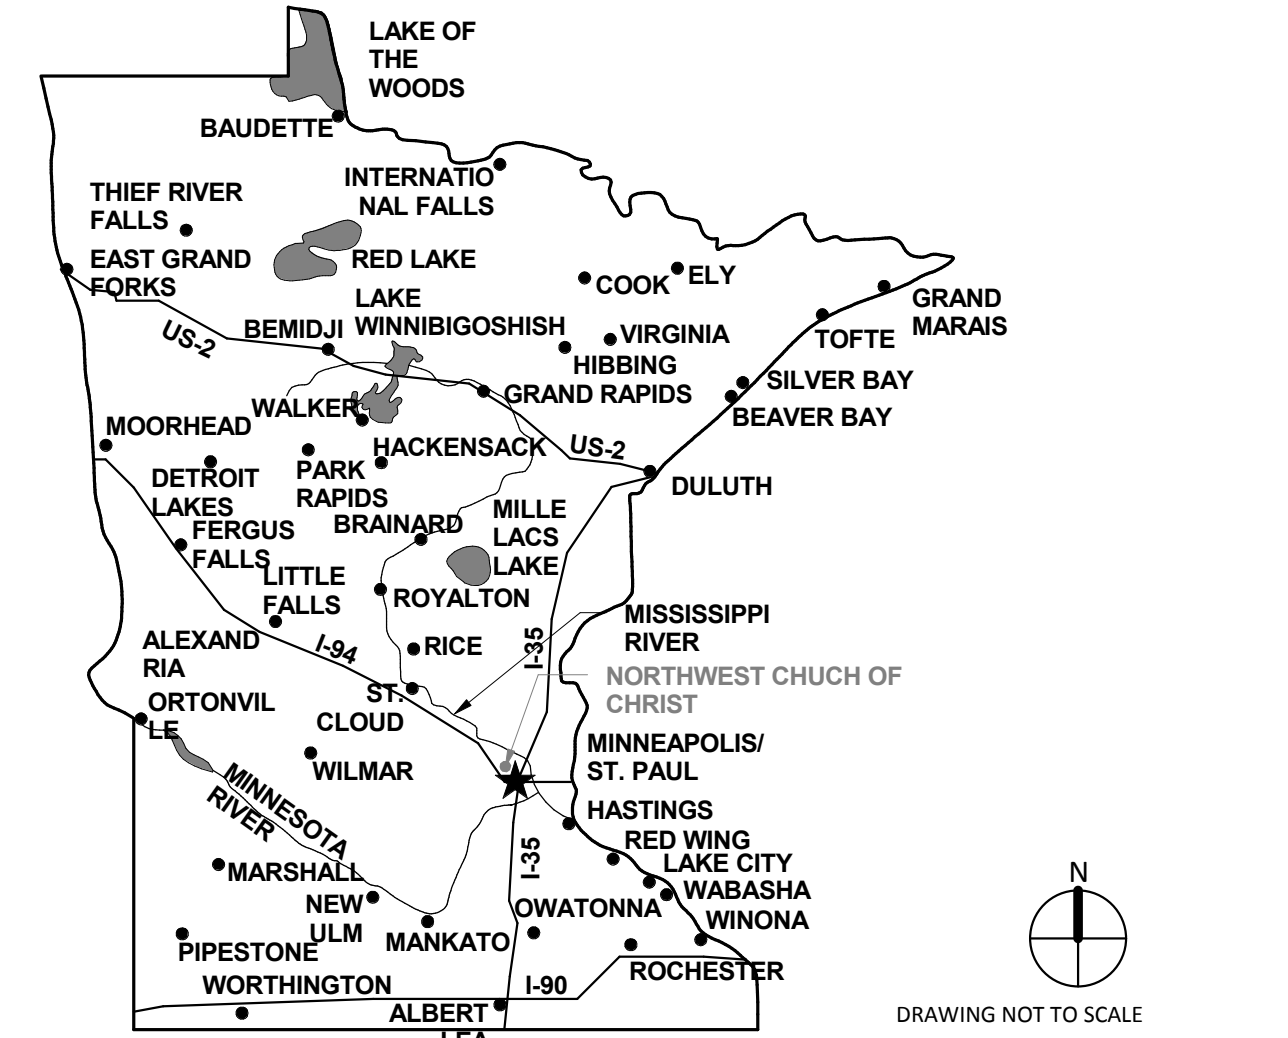 LAKE OF
THE
WOODS
BAUDETTE
INTERNATIO
NAL FALLS
THIEF RIVER
FALLS
EAST GRAND
FORKS
RED LAKE
COOK
ELY
GRAND
MARAIS
LAKE
WINNIBIGOSHISH
US-2
BEMIDJI
VIRGINIA
TOFTE
HIBBING
GRAND RAPIDS
SILVER BAY
BEAVER BAY
WALKER
MOORHEAD
HACKENSACK
US-2
PARK
RAPIDS
DETROIT
LAKES
DULUTH
BRAINARD
MILLE
LACS
LAKE
FERGUS
FALLS
LITTLE
FALLS
ROYALTON
MISSISSIPPI
RIVER
ALEXAND
RIA
I-94
RICE
I-35
NORTHWEST CHUCH OF
CHRIST
ORTONVIL
LE
ST.
CLOUD
MINNEAPOLIS/
ST. PAUL
WILMAR
MINNESOTA
RIVER
HASTINGS
RED WING
I-35
LAKE CITY
MARSHALL
WABASHA
NEW
ULM
OWATONNA
WINONA
MANKATO
PIPESTONE
ROCHESTER
WORTHINGTON
I-90
ALBERT
LEA
N
DRAWING NOT TO SCALE